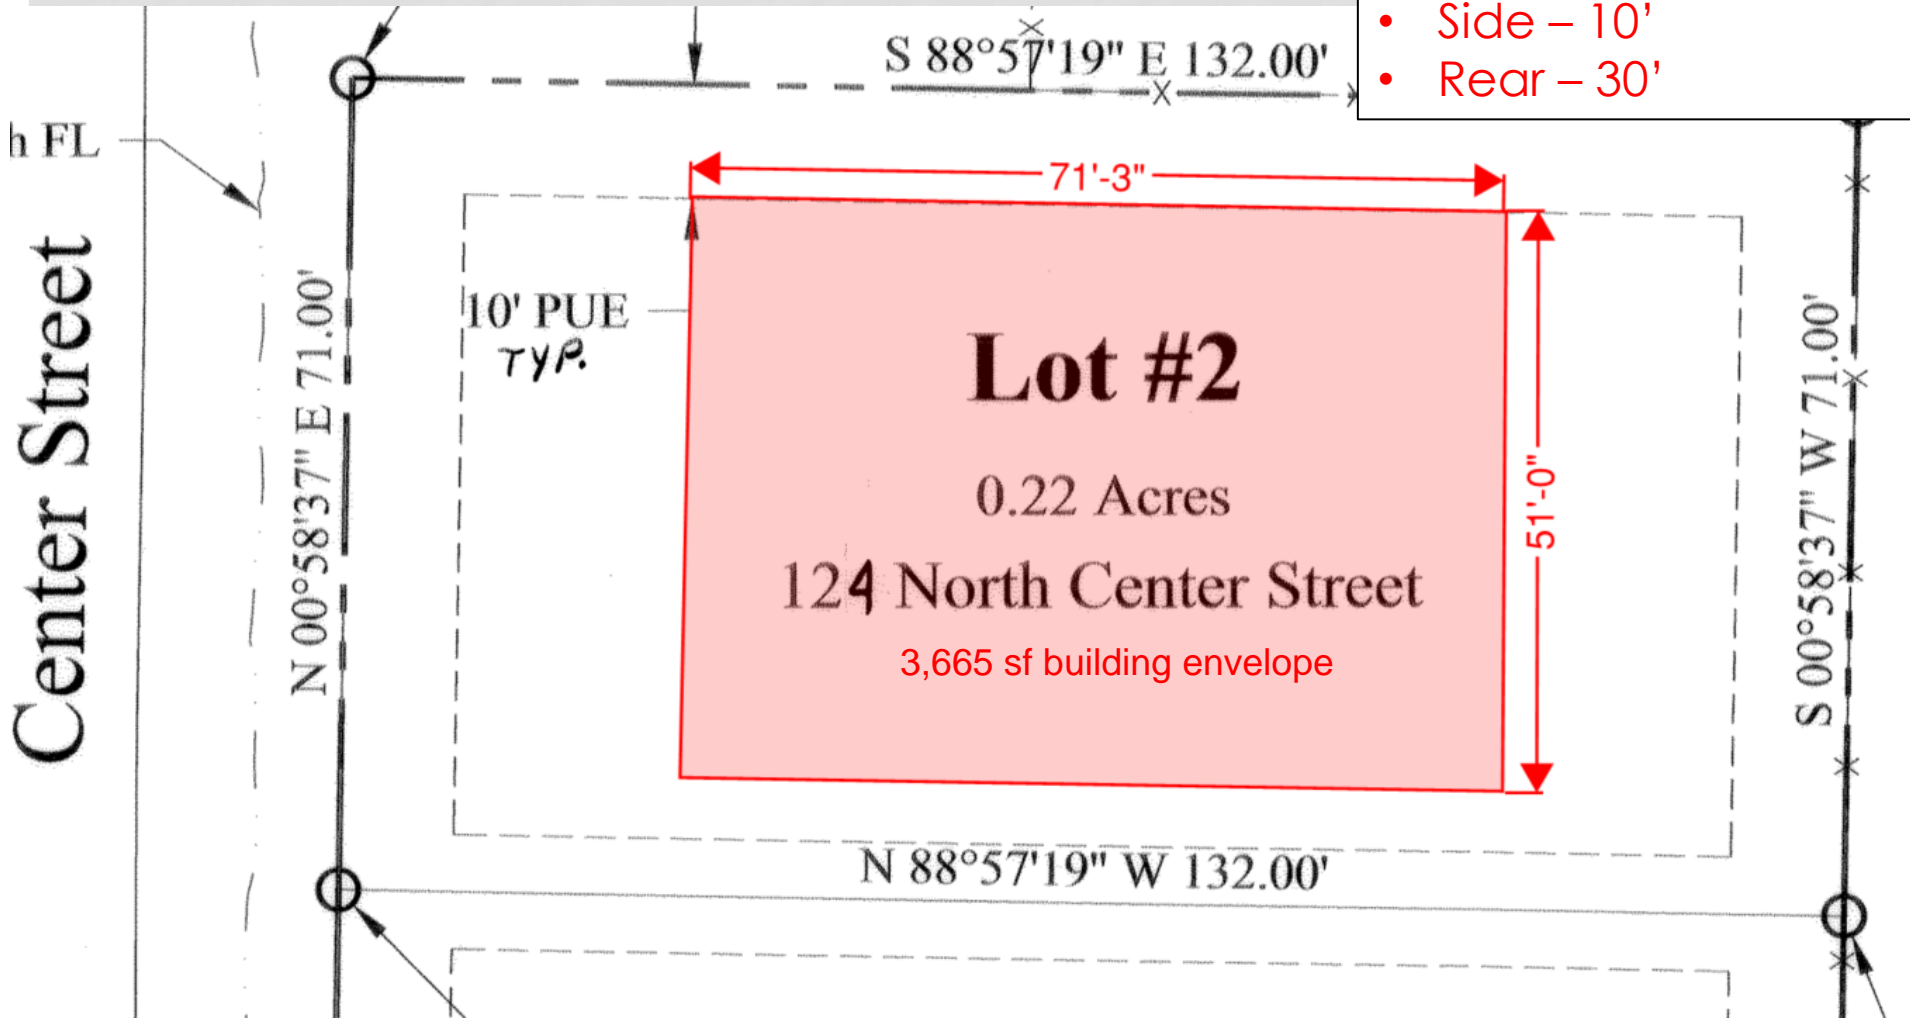 • Side – 10’
• Rear – 30’
S 88°57'19" E 132.00'
h FL
71'-3"
Center Street
N 00°58'37" E 71.00'
10' PUE
TYP.
Lot #2
0.22 Acres
124 North Center Street
3,665 sf building envelope
51'-0"
S 00°58'37" W 71.00'
N 88°57'19" W 132.00'